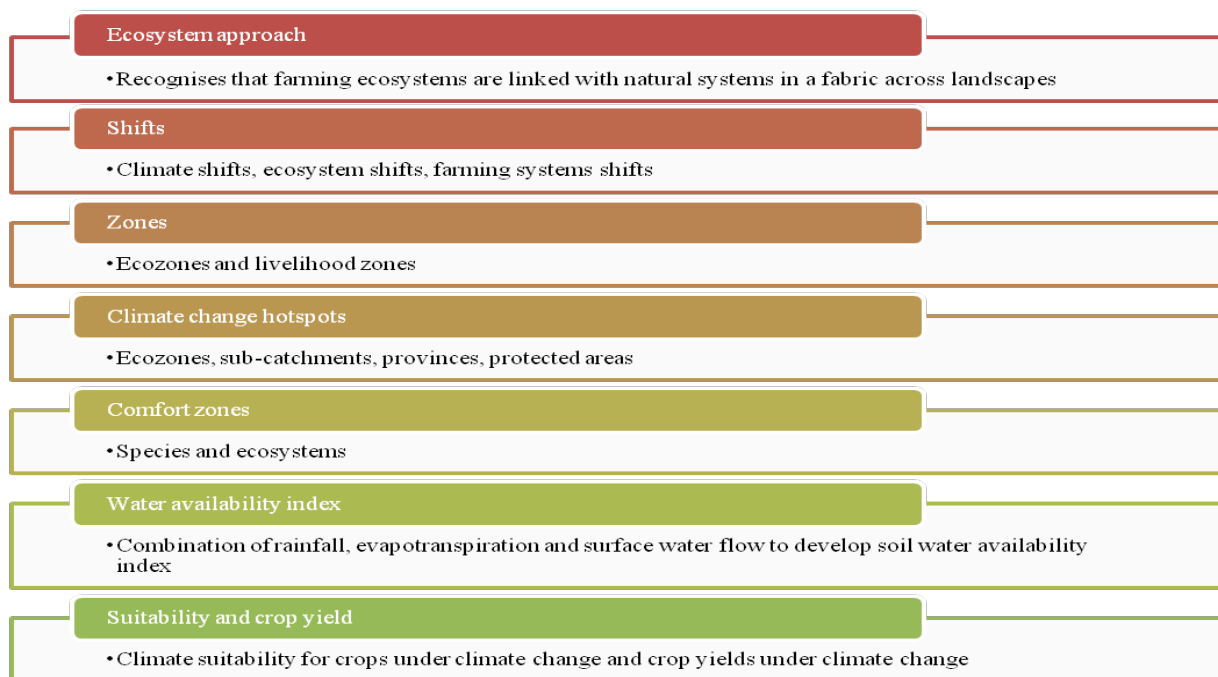 Ecosystem approach
•Recognises that farming ecosystems are linked with natural systems in a fabric across landscapes
Shifts
•Climate shifts, ecosystem shifts, farming systems shifts
Zones
•Ecozones and livelihood zones
Climate change hotspots
•Ecozones, sub-catchments, provinces, protected areas
Comfort zones
•Species and ecosystems
Water availability index
•Combination of rainfall, evapotranspiration and surface water flow to develop soil water availability
index
Suitability and crop yield
•Climate suitability for crops under climate change and crop yields under climate change